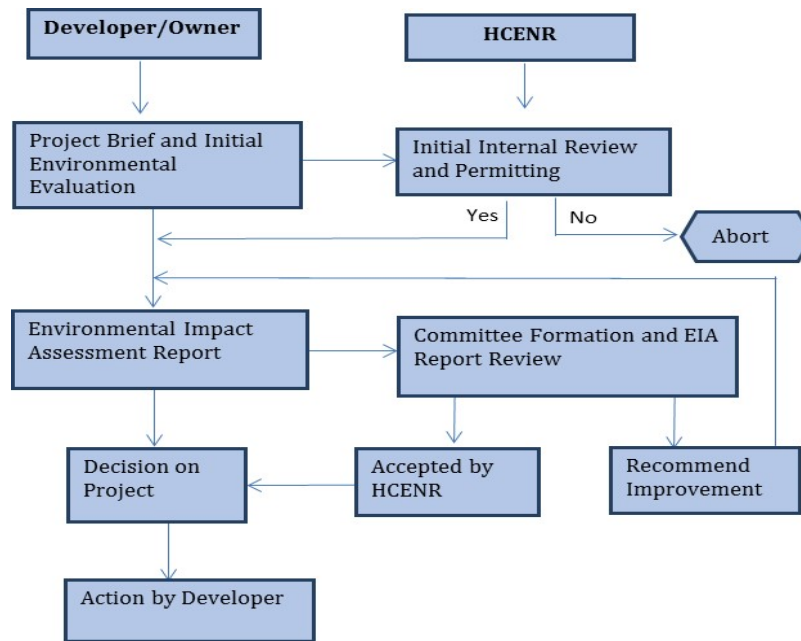 Developer/Owner
HCENR
Project Brief and Initial
Environmental
Evaluation
Initial Internal Review
and Permitting
Yes
No
Abort
Environmental Impact
Assessment Report
Committee Formation and EIA
Report Review
Decision on
Project
Accepted by
HCENR
Recommend
Improvement
Action by Developer